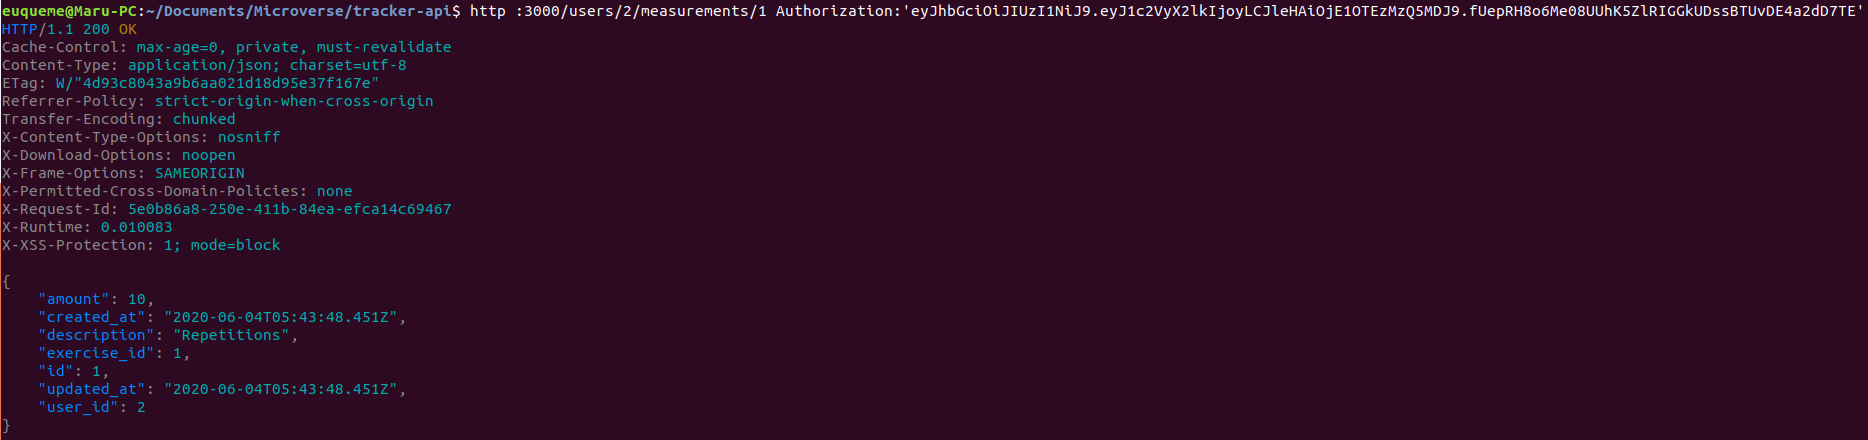 euqueme@Maru-PC:~/Documents/Microverse/tracker-api$ http :3000/users/2/measurements/1 Authorization:'eyJhbGciOiJIUzI1NiJ9.eyJ1c2VyX2lkIjoyLCJleHAiOjE1OTEzMzQ5MDJ9.fUepRH8o6Me08UUhK5ZlRIGGkUDssBTUvDE4a2dD7TE'
HTTP/1.1 200 OK
Cache-Control: max-age=0, private, must-revalidate
Content-Type: application/json; charset=utf-8
ETag: W/"4d93c8043a9b6aa021d18d95e37f167e"
Referrer-Policy: strict-origin-when-cross-origin
Transfer-Encoding: chunked
X-Content-Type-Options: nosniff
X-Download-Options: noopen
X-Frame-Options: SAMEORIGIN
X-Permitted-Cross-Domain-Policies: none
X-Request-Id: 5e0b86a8-250e-411b-84ea-efca14c69467
X-Runtime: 0.010083
X-XSS-Protection: 1; mode=block
{
    "amount": 10,
    "created_at": "2020-06-04T05:43:48.451Z",
    "description": "Repetitions",
    "exercise_id": 1,
    "id": 1,
    "updated_at": "2020-06-04T05:43:48.451Z",
    "user_id": 2
}